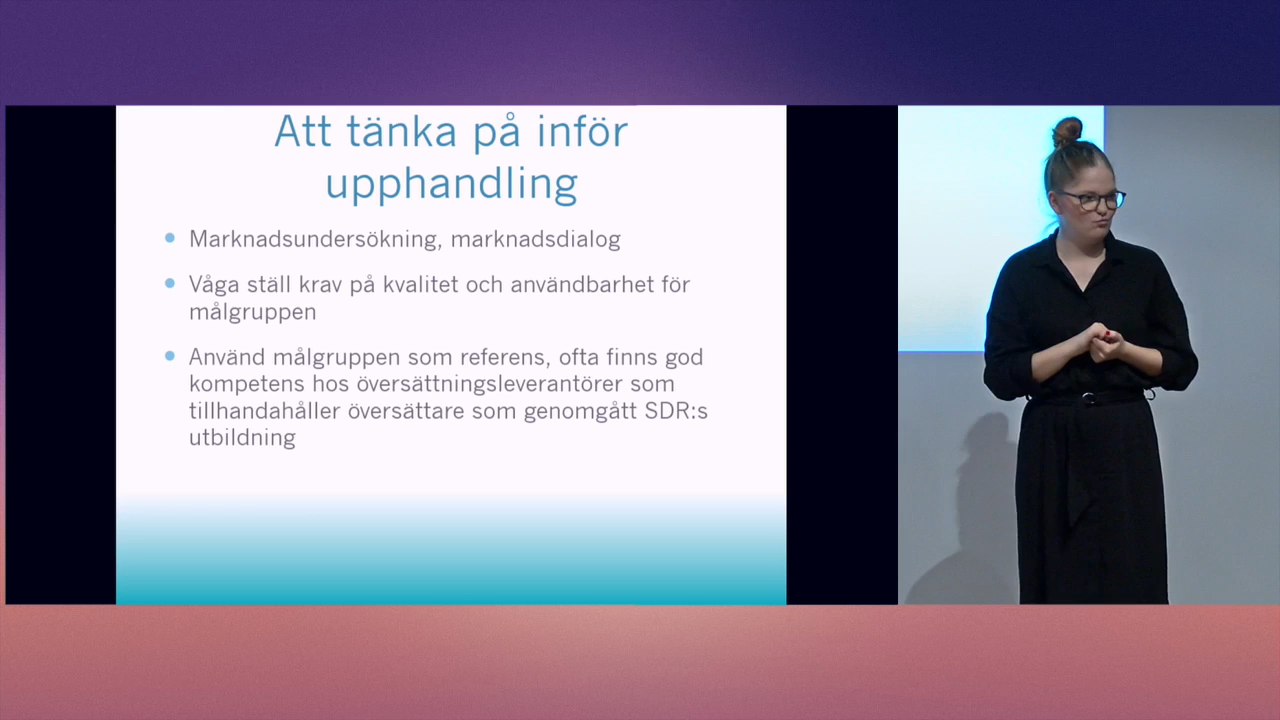 Att tänka på inför
upphandling
Marknadsundersökning, marknadsdialog
Våga ställ krav på kvalitet och användbarhet för
målgruppen
Använd målgruppen som referens, ofta finns god
kompetens hos översättningsleverantörer som
tillhandahåller översättare som genomgått SDR:s
utbildning